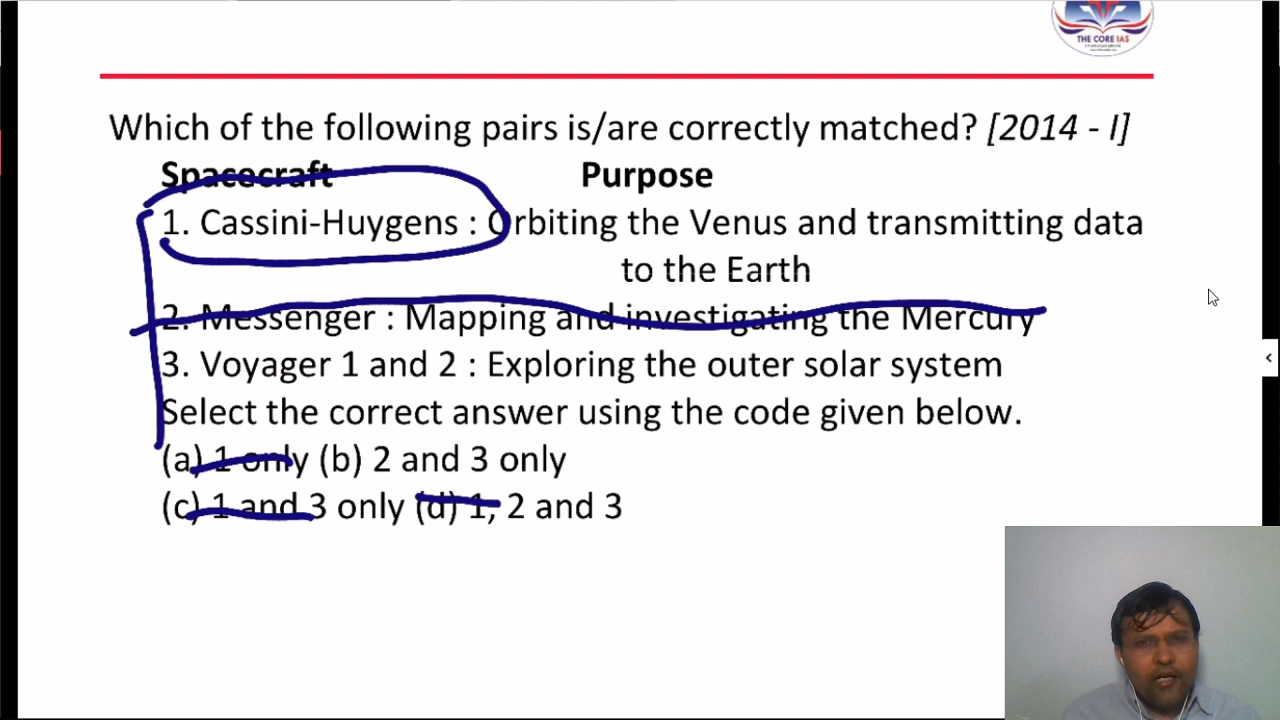 THE CORE IAS
Which of the following pairs is/are correctly matched? [2014 - I]
Spacecraft Purpose
1. Cassini-Huygens : Orbiting the Venus and transmitting data
to the Earth
2. Messenger : Mapping and investigating the Mercury
3. Voyager 1 and 2 : Exploring the outer solar system
Select the correct answer using the code given below.
(a) 1 only (b) 2 and 3 only
(c) 1 and 3 only (d) 1, 2 and 3